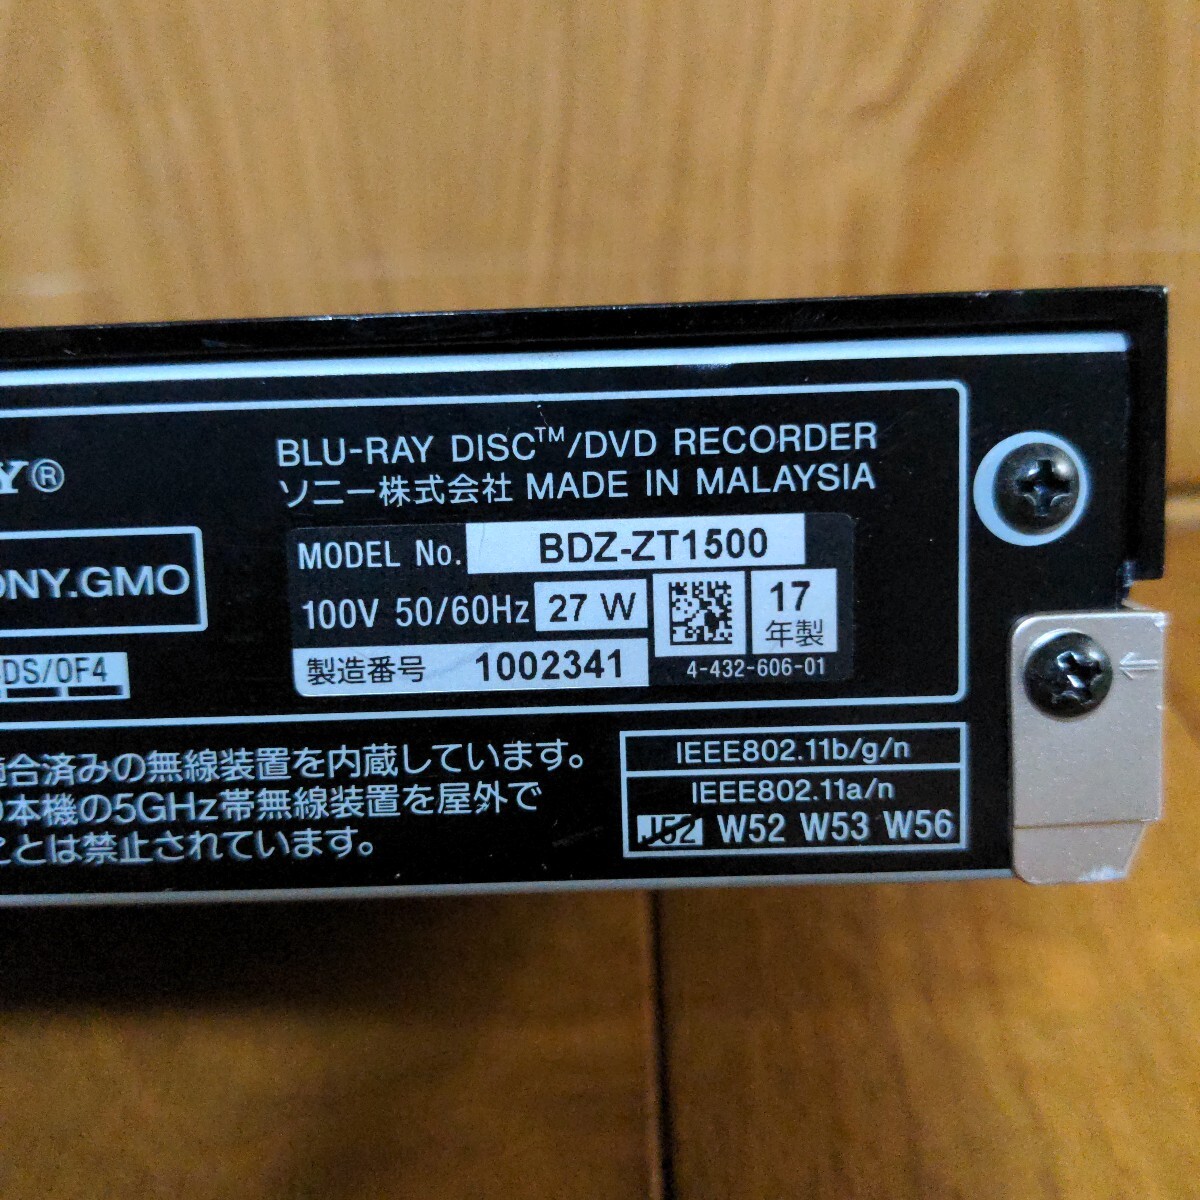 Y®
BLU-RAY DISC™/DVD RECORDER
ソニー株式会社 MADE IN MALAYSIA
ONY.GMO
MODEL No. BDZ-ZT1500
100V 50/60Hz 27 W
17
年製
製造番号 1002341
4-432-606-01
DS/0F4
合済みの無線装置を内蔵しています。
本機の5GHz帯無線装置を屋外で
とは禁止されています。
IEEE802.11b/g/n
IEEE802.11a/n
J52 W52 W53 W56